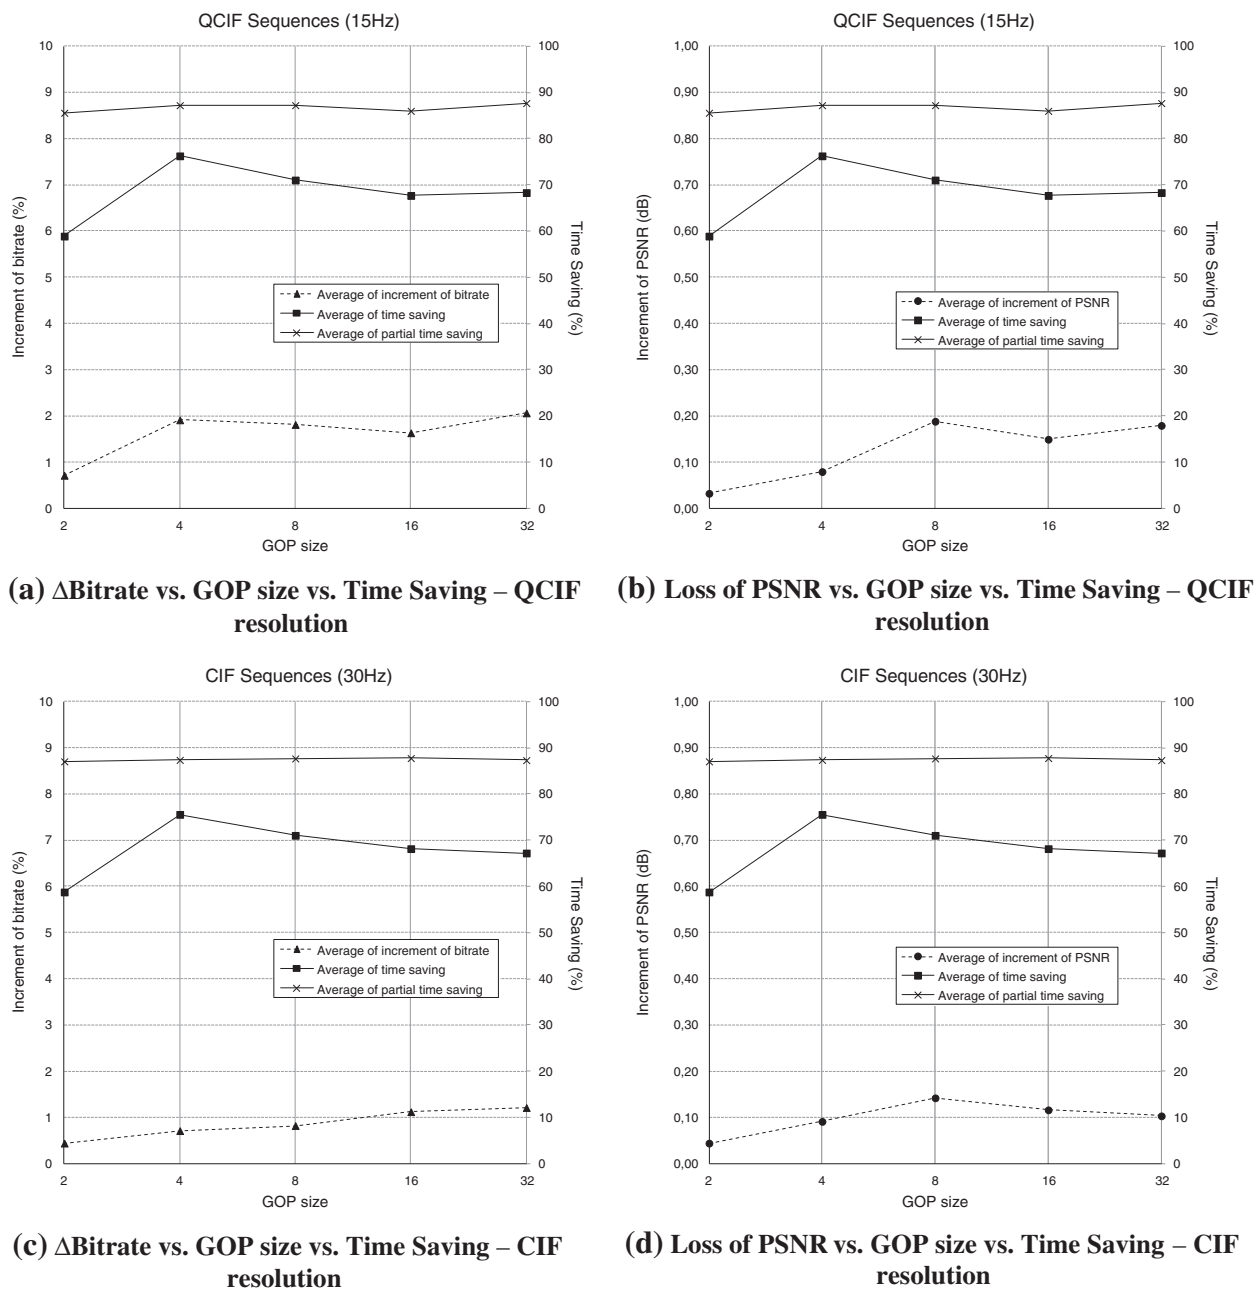 QCIF Sequences (15Hz)
10
9
8
7
6
5
4
3
2
1
0
100
90
80
70
60
50
40
30
20
10
0
Increment of bitrate (%)
Time Saving (%)
Average of increment of bitrate
Average of time saving
Average of partial time saving
2 4 8 16 32
GOP size
(a) ΔBitrate vs. GOP size vs. Time Saving – QCIF
resolution
QCIF Sequences (15Hz)
1,00
0,90
0,80
0,70
0,60
0,50
0,40
0,30
0,20
0,10
0,00
100
90
80
70
60
50
40
30
20
10
0
Increment of PSNR (dB)
Time Saving (%)
Average of increment of PSNR
Average of time saving
Average of partial time saving
2 4 8 16 32
GOP size
(b) Loss of PSNR vs. GOP size vs. Time Saving – QCIF
resolution
CIF Sequences (30Hz)
10
9
8
7
6
5
4
3
2
1
0
100
90
80
70
60
50
40
30
20
10
0
Increment of bitrate (%)
Time Saving (%)
Average of increment of bitrate
Average of time saving
Average of partial time saving
2 4 8 16 32
GOP size
(c) ΔBitrate vs. GOP size vs. Time Saving – CIF
resolution
CIF Sequences (30Hz)
1,00
0,90
0,80
0,70
0,60
0,50
0,40
0,30
0,20
0,10
0,00
100
90
80
70
60
50
40
30
20
10
0
Increment of PSNR (dB)
Time Saving (%)
Average of increment of PSNR
Average of time saving
Average of partial time saving
2 4 8 16 32
GOP size
(d) Loss of PSNR vs. GOP size vs. Time Saving – CIF
resolution